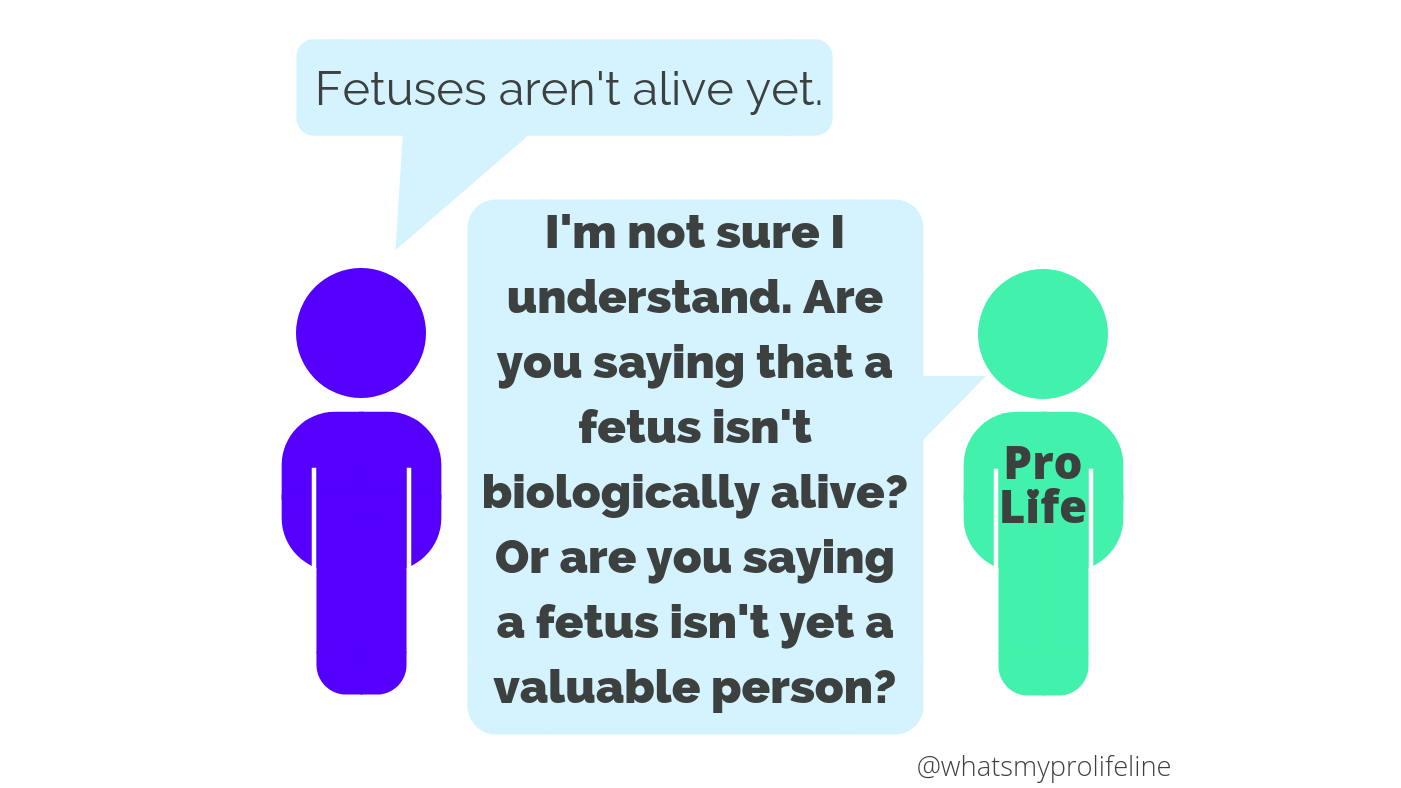 Fetuses aren't alive yet.
I'm not sure I
understand. Are
you saying that a
fetus isn't
biologically alive?
Or are you saying
a fetus isn't yet a
valuable person?
Pro
Life
@whatsmyprolifeline